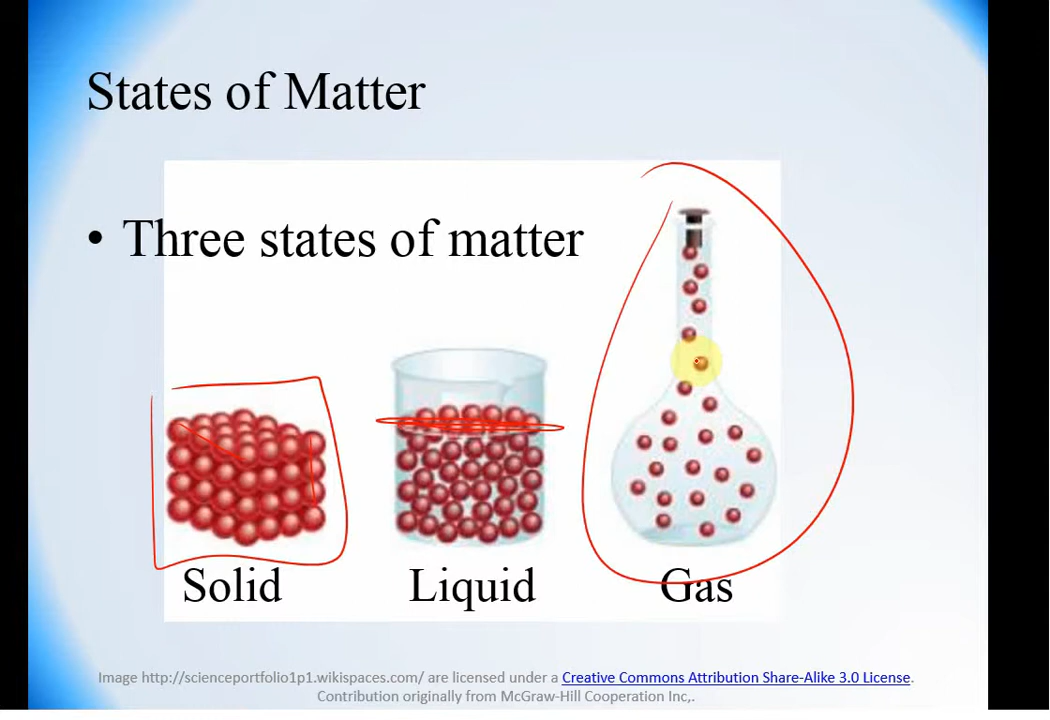 States of Matter
• Three states of matter
Solid Liquid Gas
Image http://scienceportfolio1p1.wikispaces.com/ are licensed under a Creative Commons Attribution Share-Alike 3.0 License.
Contribution originally from McGraw-Hill Cooperation Inc,.